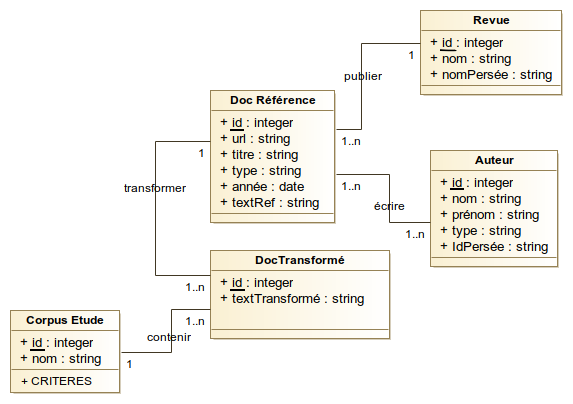 Revue
+ id : integer
+ nom : string
+ nomPersée : string
1
publier
1..n
Doc Référence
+ id : integer
+ url : string
+ titre : string
+ type : string
+ année : date
+ textRef : string
1
transformer
1..n
écrire
1..n
Auteur
+ id : integer
+ nom : string
+ prénom : string
+ type : string
+ IdPersée : string
DocTransformé
+ id : integer
+ textTransformé : string
1..n
1..n
contenir
1
Corpus Etude
+ id : integer
+ nom : string
+ CRITERES